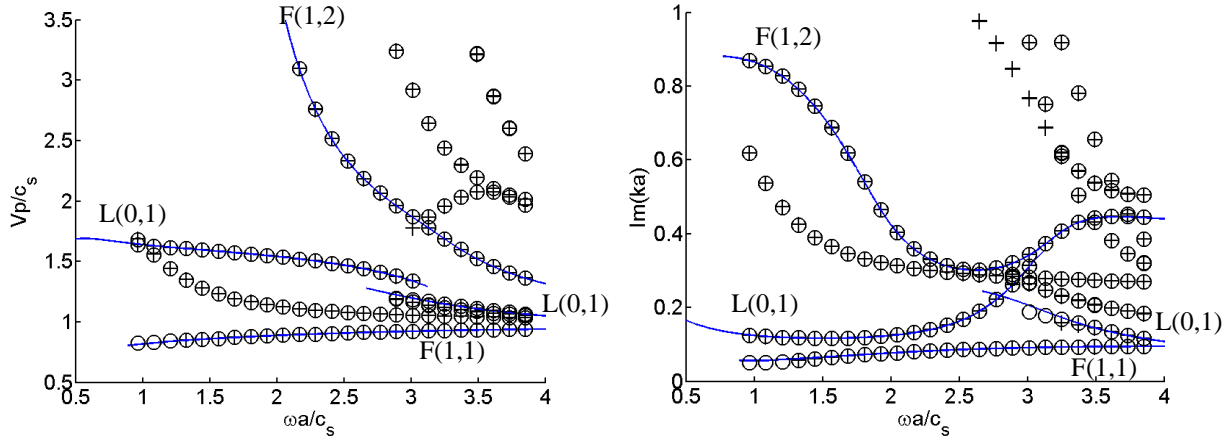 3.5
3
2.5
2
1.5
1
0.5
Vp/c_s
F(1,2)
L(0,1)
L(0,1)
F(1,1)
0.5 1 1.5 2 2.5 3 3.5 4
ωa/c_s
1
0.8
0.6
0.4
0.2
0
Im(ka)
F(1,2)
L(0,1)
L(0,1)
F(1,1)
0.5 1 1.5 2 2.5 3 3.5 4
ωa/c_s